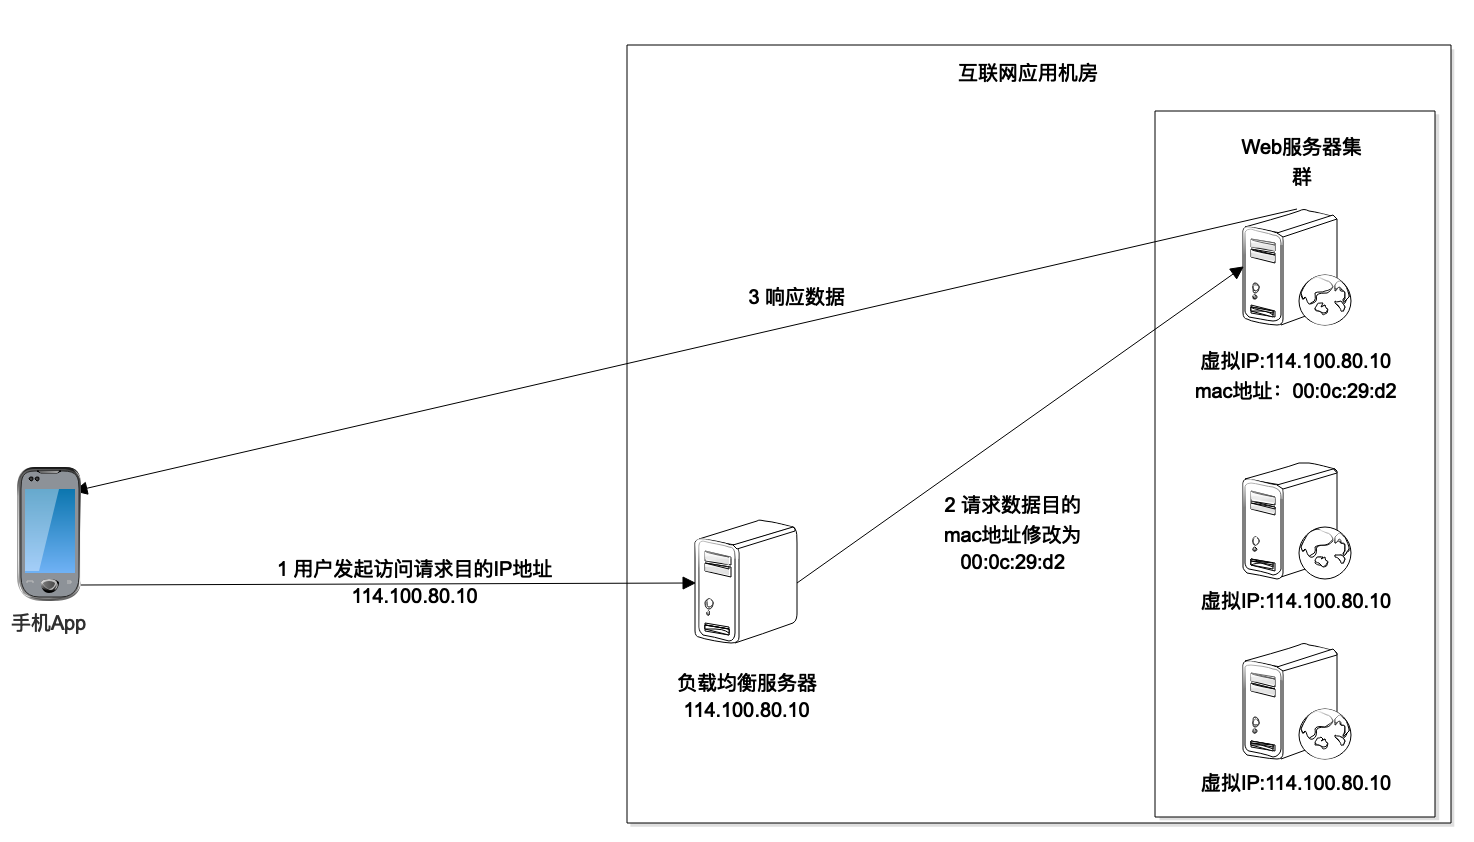 互联网应用机房
Web服务器集
群
3 响应数据
虚拟IP:114.100.80.10
mac地址：00:0c:29:d2
2 请求数据目的
mac地址修改为
00:0c:29:d2
1 用户发起访问请求目的IP地址
114.100.80.10
手机App
虚拟IP:114.100.80.10
负载均衡服务器
114.100.80.10
虚拟IP:114.100.80.10